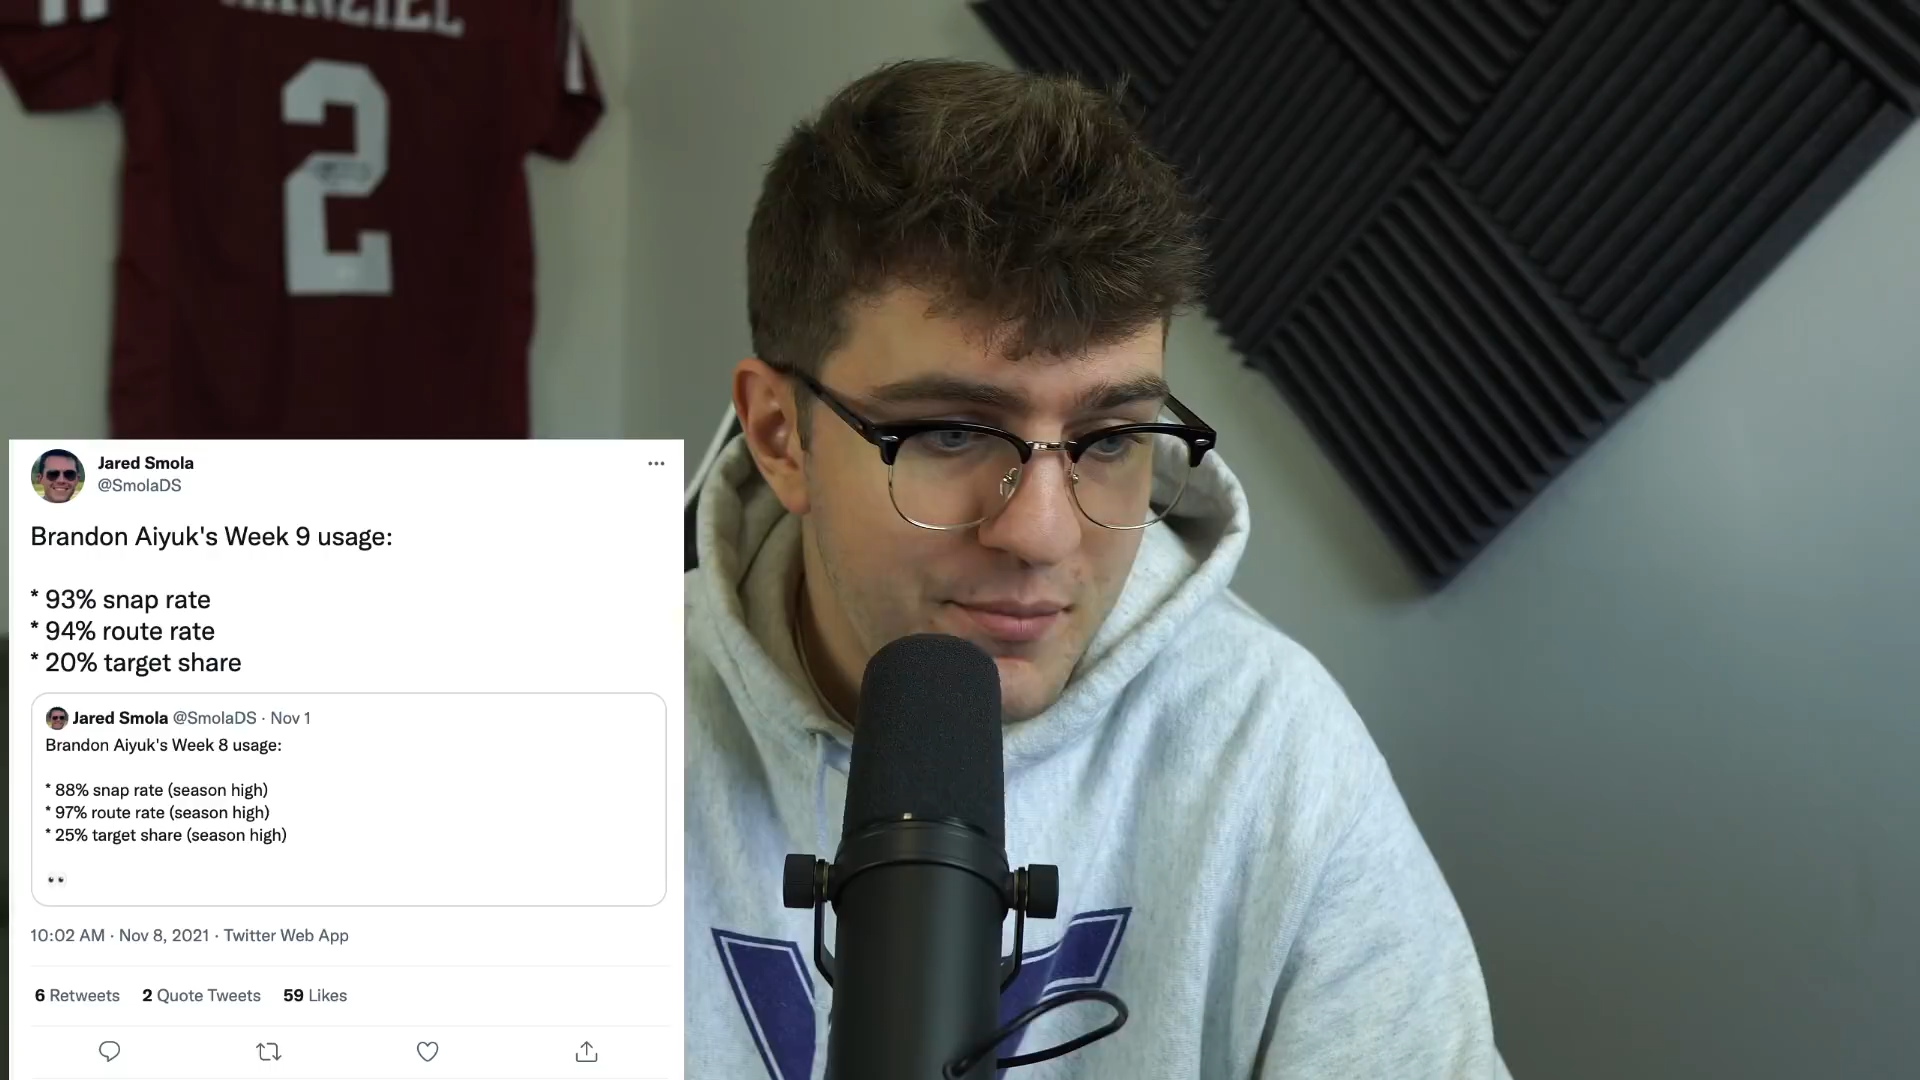 2
Jared Smola
@SmolaDS
Brandon Aiyuk's Week 9 usage:
* 93% snap rate
* 94% route rate
* 20% target share
Jared Smola @SmolaDS · Nov 1
Brandon Aiyuk's Week 8 usage:
* 88% snap rate (season high)
* 97% route rate (season high)
* 25% target share (season high)
10:02 AM · Nov 8, 2021 · Twitter Web App
6 Retweets 2 Quote Tweets 59 Likes